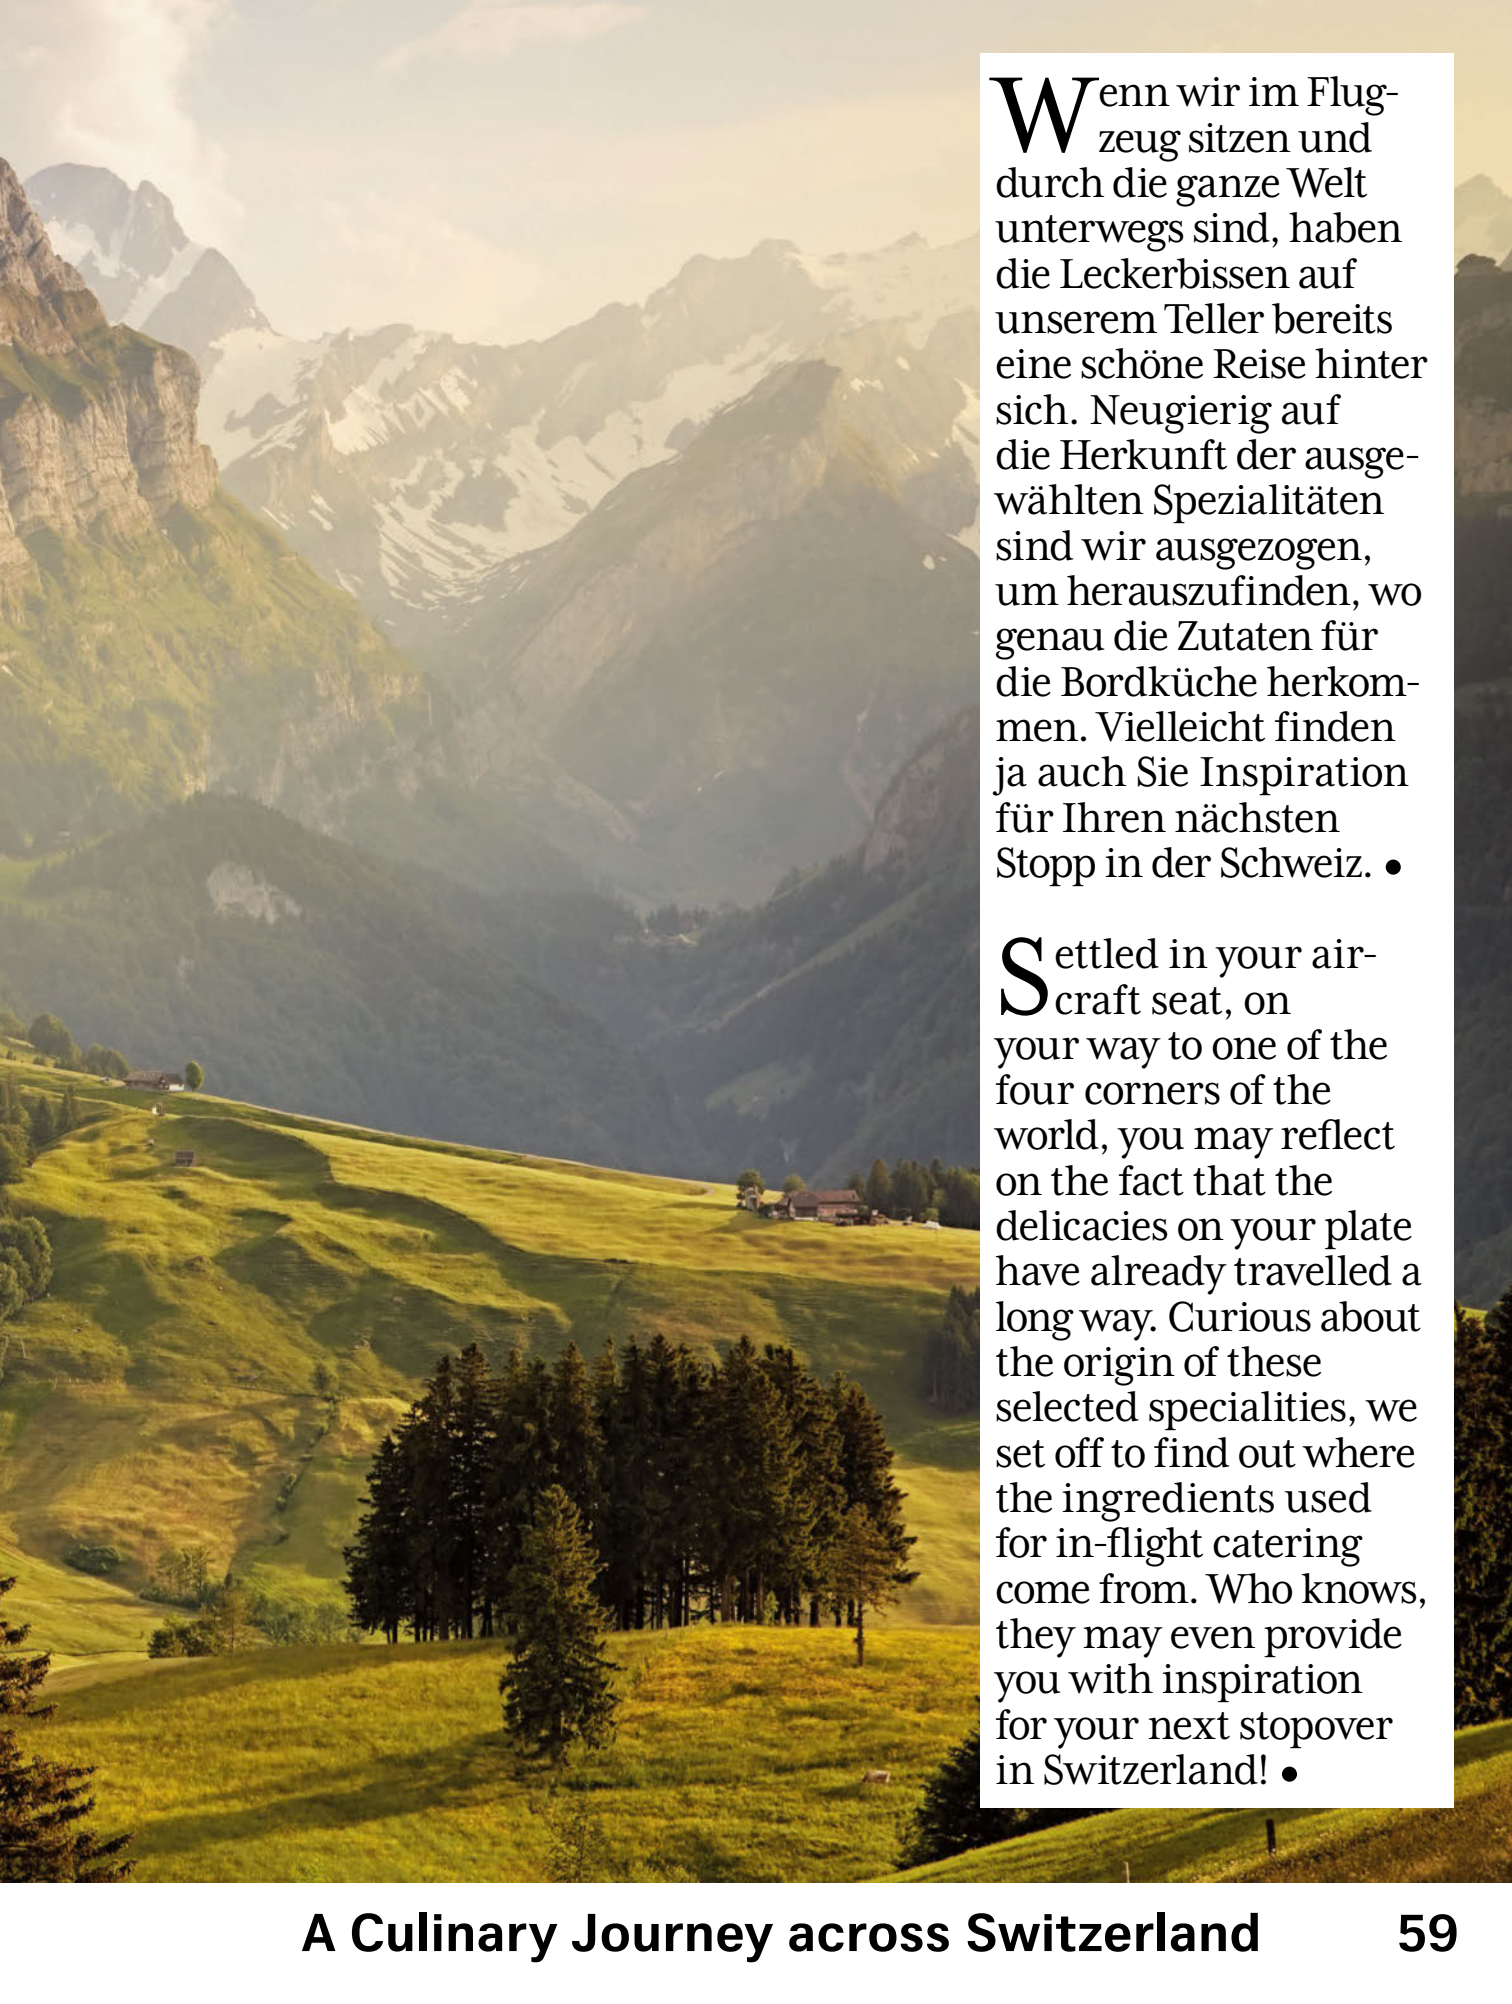 Wenn wir im Flug-
zeug sitzen und
durch die ganze Welt
unterwegs sind, haben
die Leckerbissen auf
unserem Teller bereits
eine schöne Reise hinter
sich. Neugierig auf
die Herkunft der ausge-
wählten Spezialitäten
sind wir ausgezogen,
um herauszufinden, wo
genau die Zutaten für
die Bordküche herkom-
men. Vielleicht finden
ja auch Sie Inspiration
für Ihren nächsten
Stopp in der Schweiz. •
Settled in your air-
craft seat, on
your way to one of the
four corners of the
world, you may reflect
on the fact that the
delicacies on your plate
have already travelled a
long way. Curious about
the origin of these
selected specialities, we
set off to find out where
the ingredients used
for in-flight catering
come from. Who knows,
they may even provide
you with inspiration
for your next stopover
in Switzerland! •
A Culinary Journey across Switzerland 59